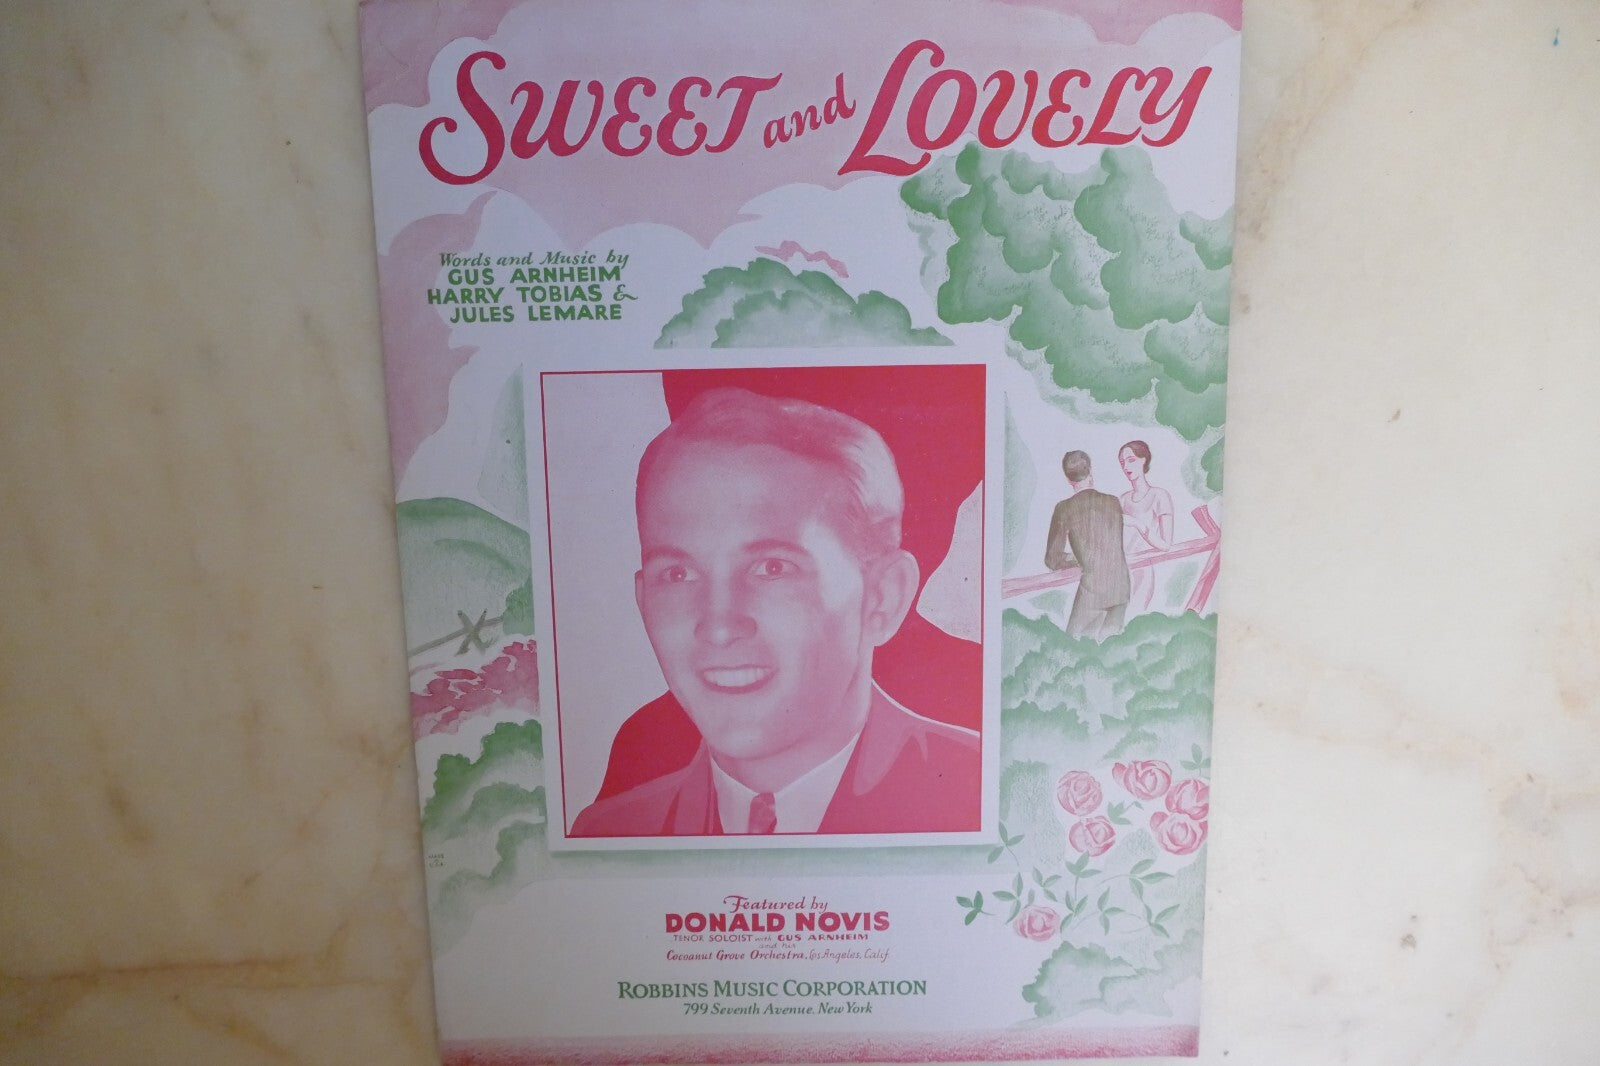 SWEET and LOVELY
Words and Music by
GUS ARNHEIM
HARRY TOBIAS &
JULES LEMARE
MADE
IN
U.S.A.
Featured by
DONALD NOVIS
TENOR SOLOIST with GUS ARNHEIM
and his
Cocoanut Grove Orchestra, Los Angeles, Calif.
ROBBINS MUSIC CORPORATION
799 Seventh Avenue, New York